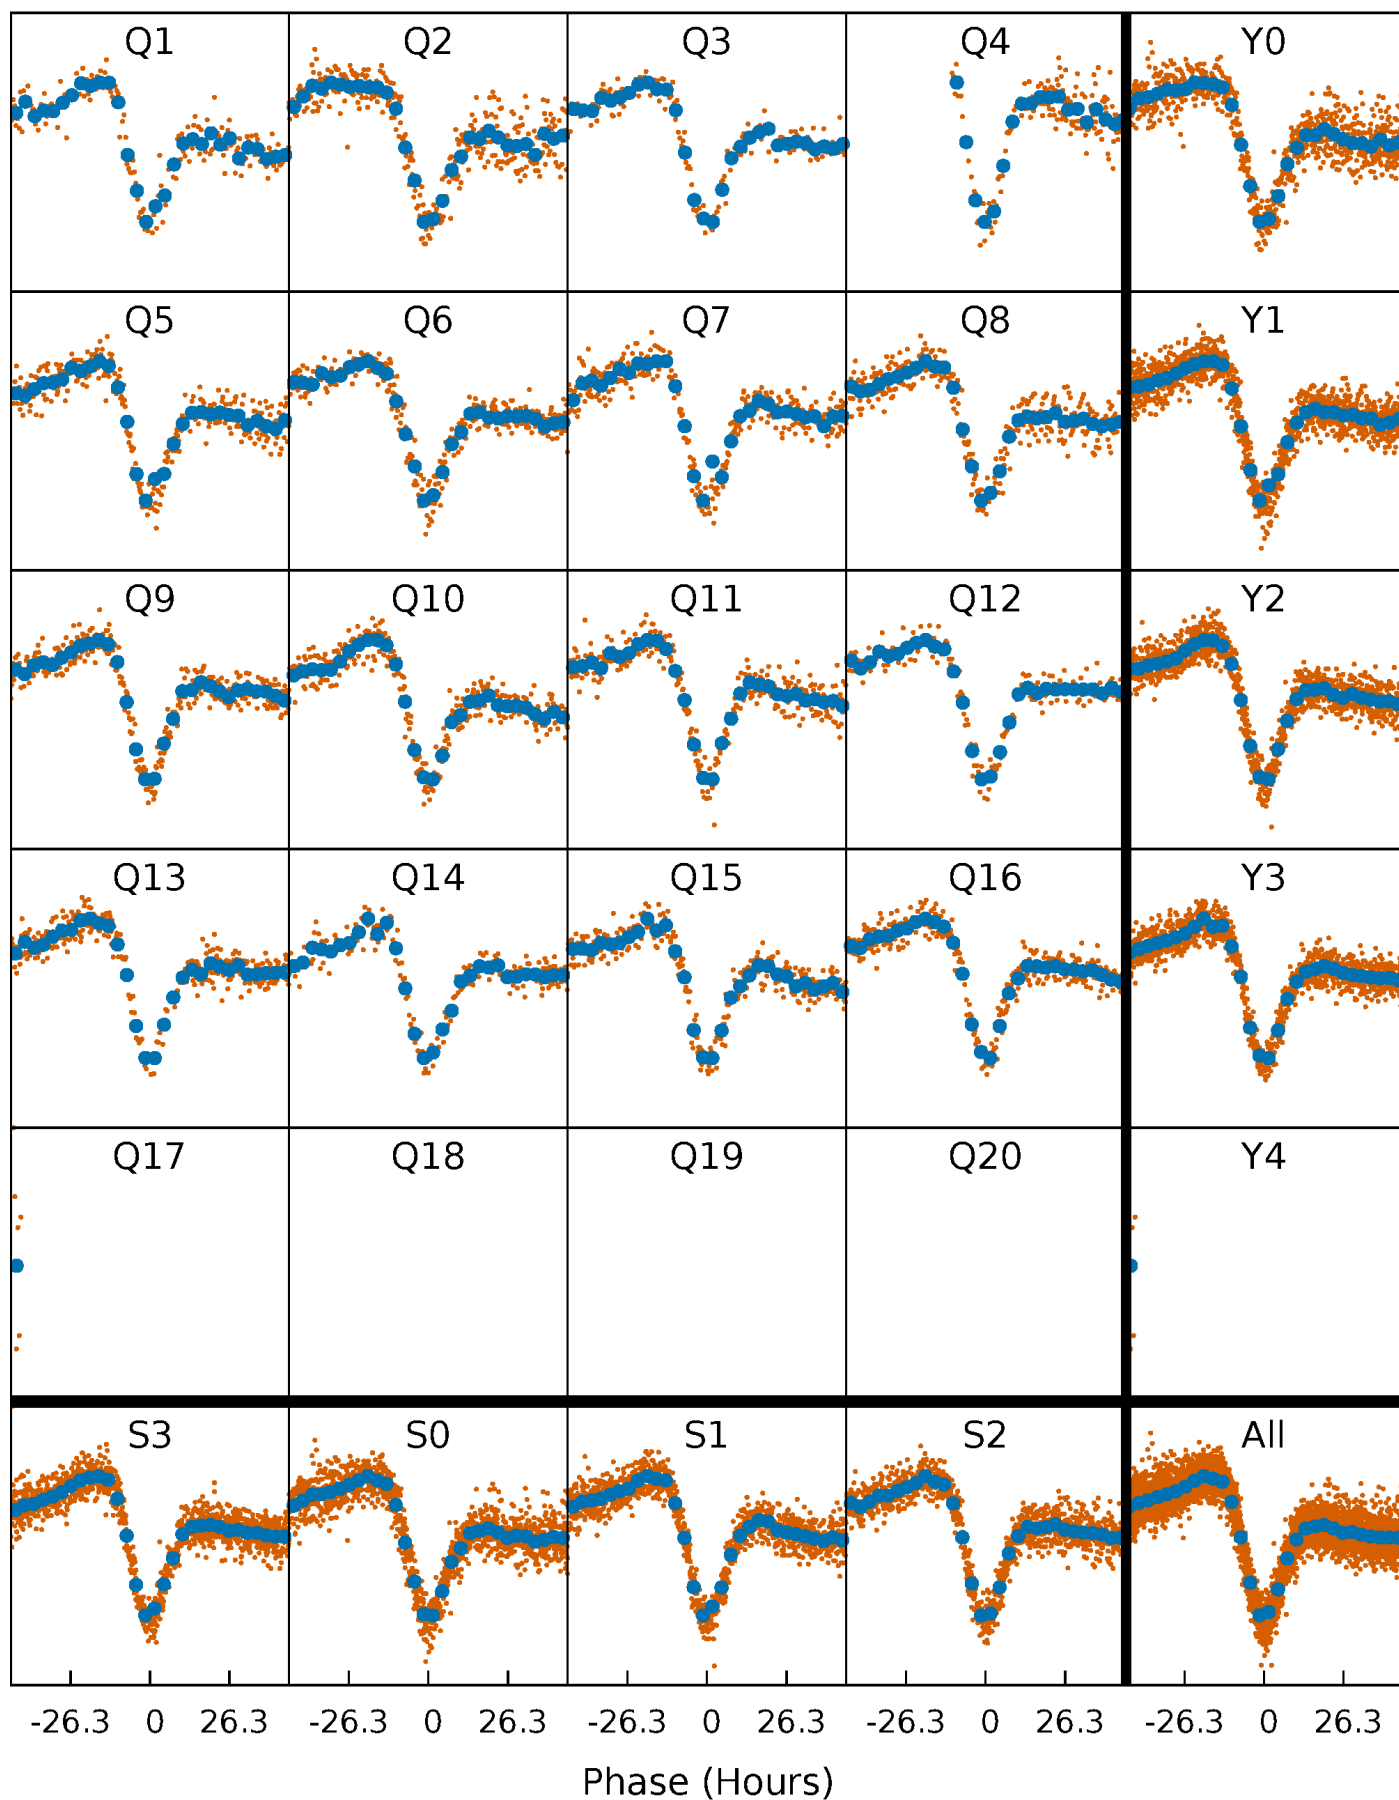 Q1 Q2 Q3 Q4 Y0
Q5 Q6 Q7 Q8 Y1
Q9 Q10 Q11 Q12 Y2
Q13 Q14 Q15 Q16 Y3
Q17 Q18 Q19 Q20 Y4
S3 S0 S1 S2 All
-26.3 0 26.3 -26.3 0 26.3 -26.3 0 26.3 -26.3 0 26.3 -26.3 0 26.3
Phase (Hours)